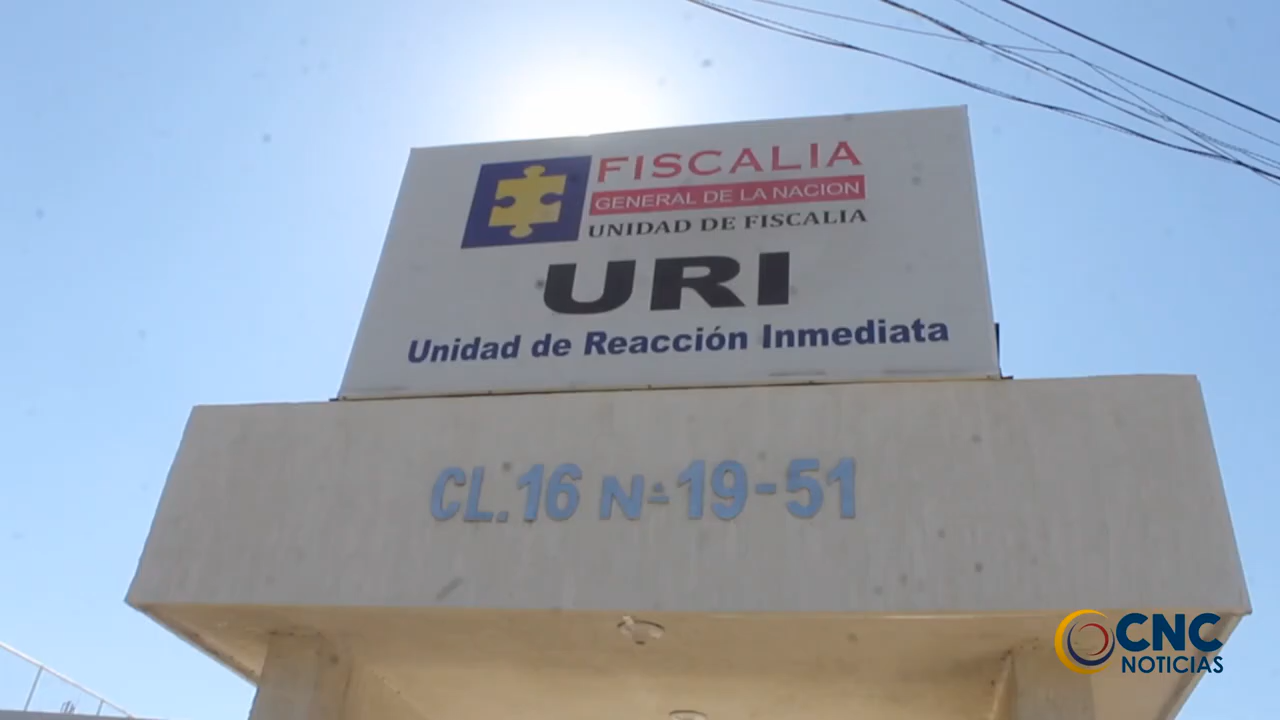 FISCALIA
GENERAL DE LA NACION
UNIDAD DE FISCALIA
URI
Unidad de Reacción Inmediata
CL.16 Nº 19-51
CNC
NOTICIAS